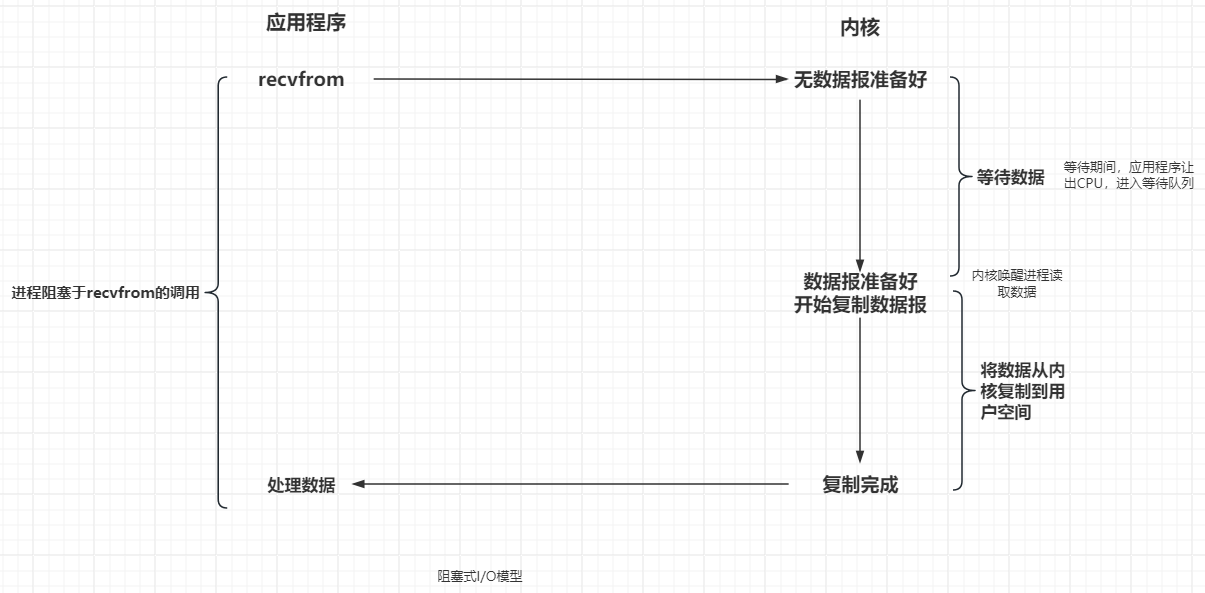 应用程序
内核
recvfrom
无数据报准备好
等待数据
等待期间，应用程序让
出CPU，进入等待队列
进程阻塞于recvfrom的调用
数据报准备好
开始复制数据报
内核唤醒进程读
取数据
将数据从内
核复制到用
户空间
处理数据
复制完成
阻塞式I/O模型